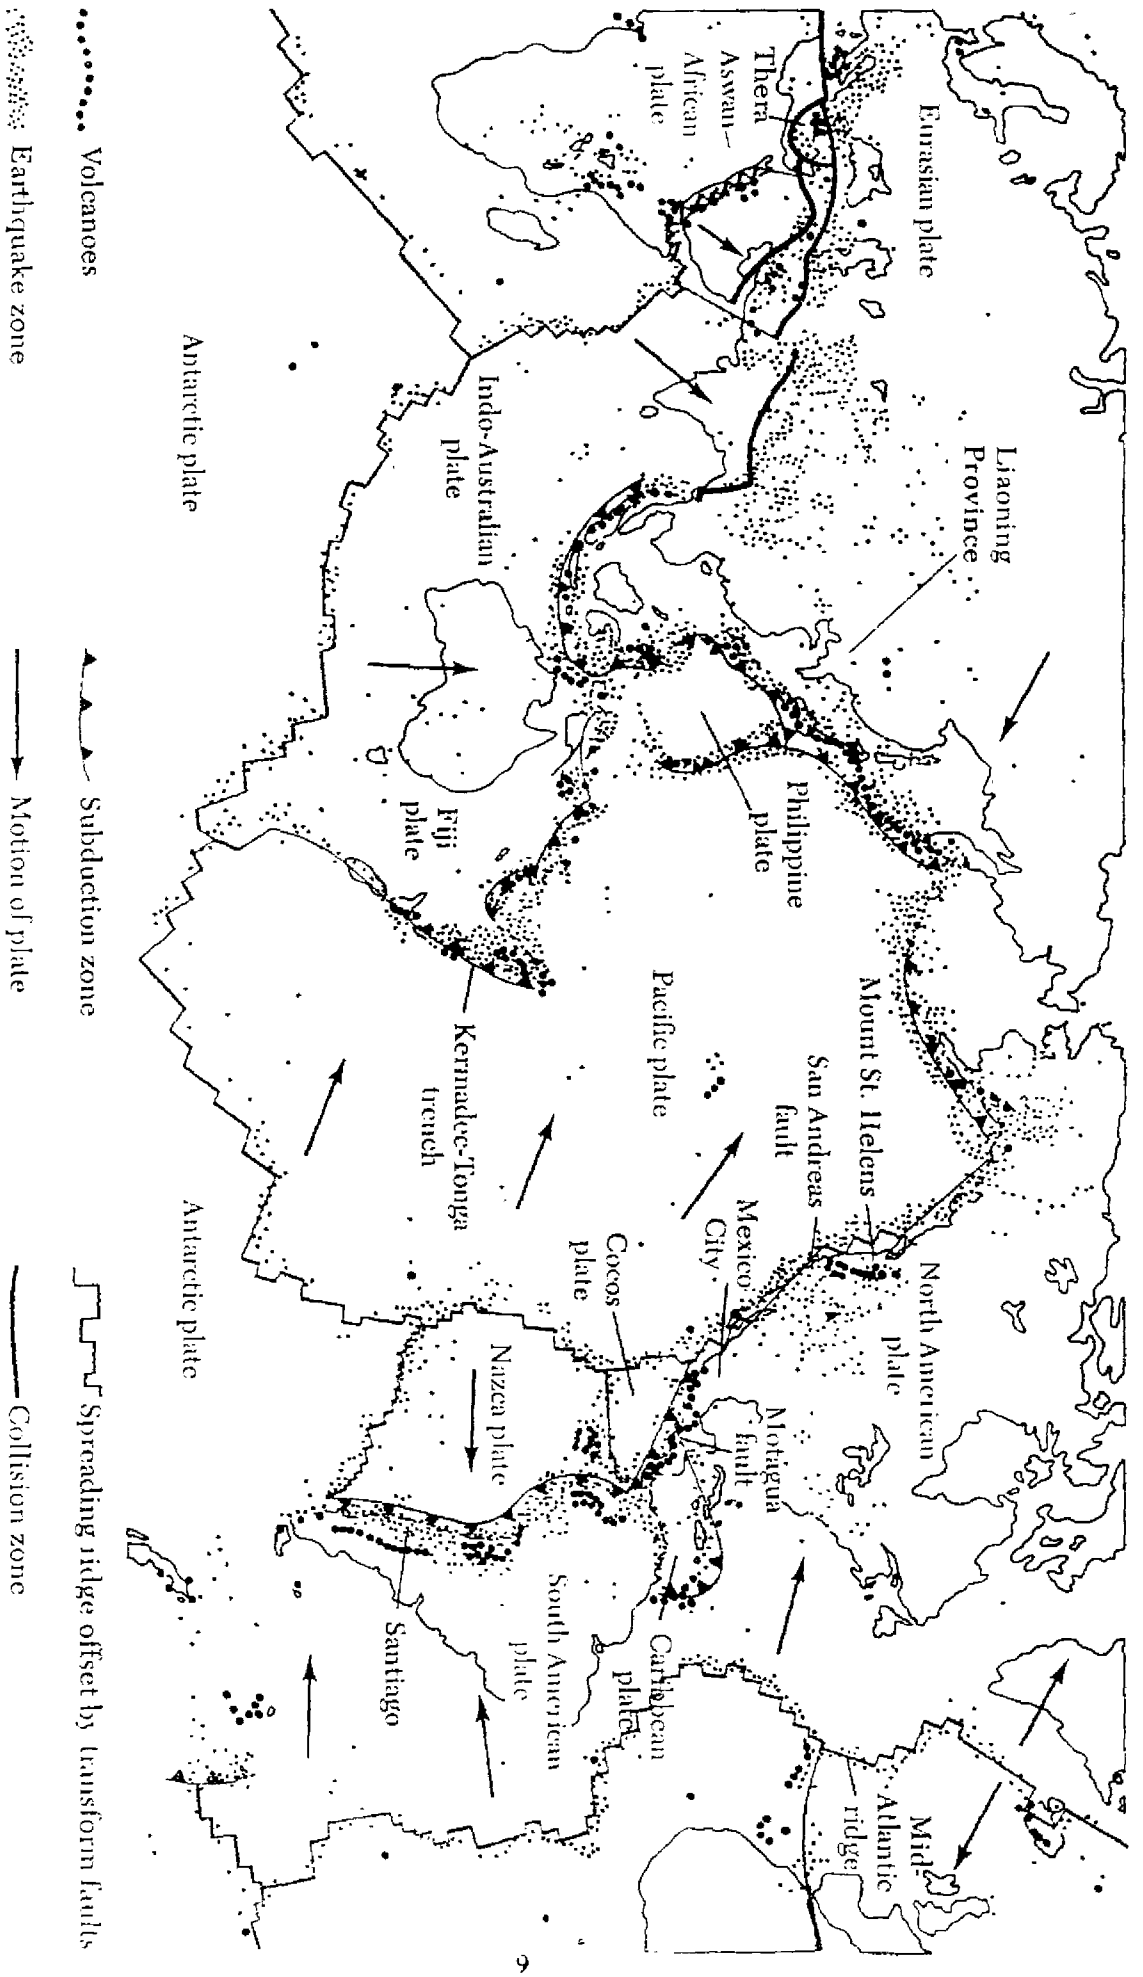 Eurasian plate
Thera
Aswan
African
plate
Liaoning
Province
Indo-Australian
plate
Antarctic plate
Philippine
plate
Fiji
plate
Kermadec-Tonga
trench
Pacific plate
Mount St. Helens
San Andreas
fault
Mexico
City
Cocos
plate
North American
plate
Motagua
fault
Nazca plate
Antarctic plate
Santiago
South American
plate
Caribbean
plate
Mid-
Atlantic
ridge
Volcanoes
Earthquake zone
Subduction zone
Motion of plate
Spreading ridge offset by transform faults
Collision zone
9